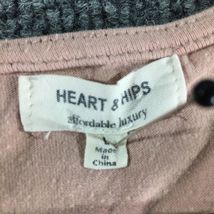 HEART & HIPS
affordable luxury
L
Made in
China